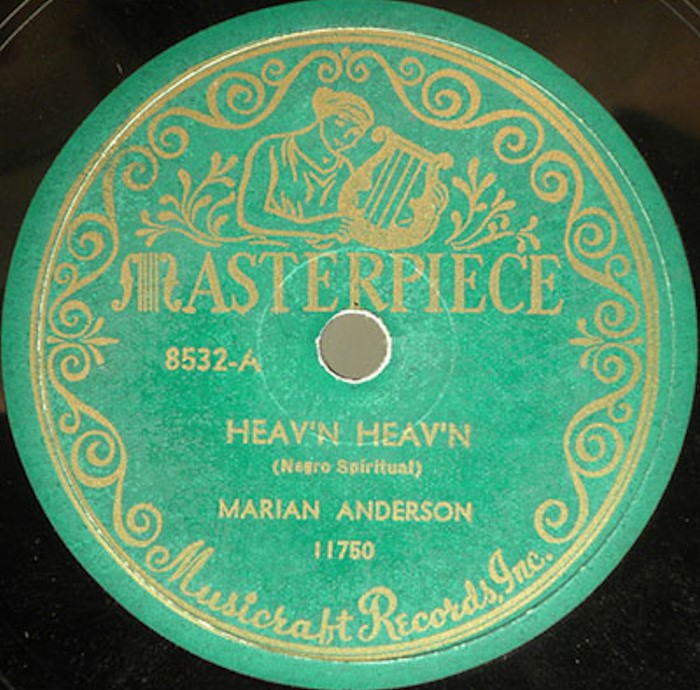 MASTERPIECE
8532-A
HEAV'N HEAV'N
(Negro Spiritual)
MARIAN ANDERSON
11750
Musicraft Records, Inc.